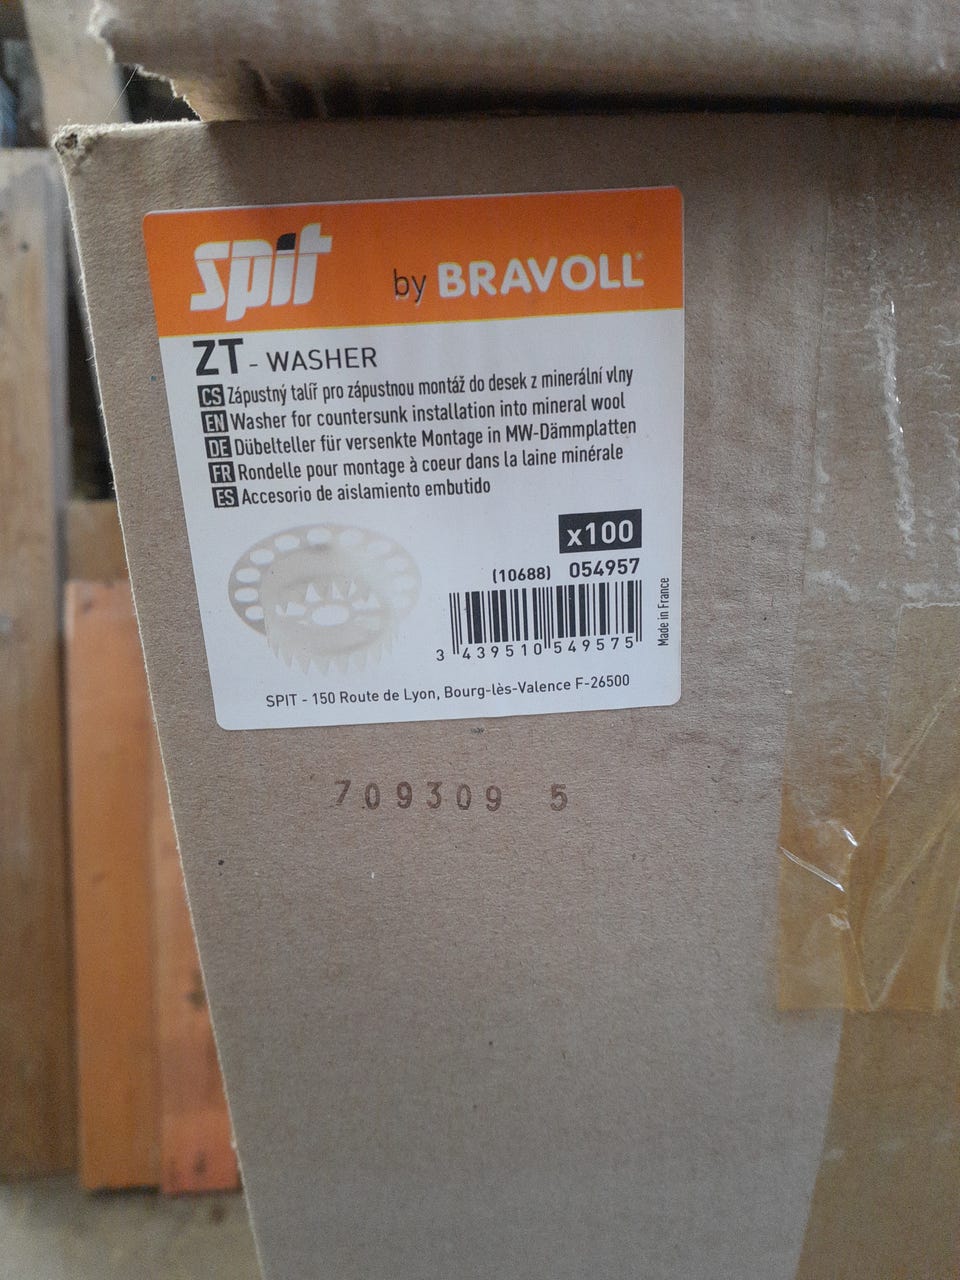 spit by BRAVOLL®
ZT - WASHER
CS Zápustný talíř pro zápustnou montáž do desek z minerální vlny
EN Washer for countersunk installation into mineral wool
DE Dübelteller für versenkte Montage in MW-Dämmplatten
FR Rondelle pour montage à coeur dans la laine minérale
ES Accesorio de aislamiento embutido
x100
(10688) 054957
3 439510 549575
Made in France
SPIT - 150 Route de Lyon, Bourg-lès-Valence F-26500
709309 5